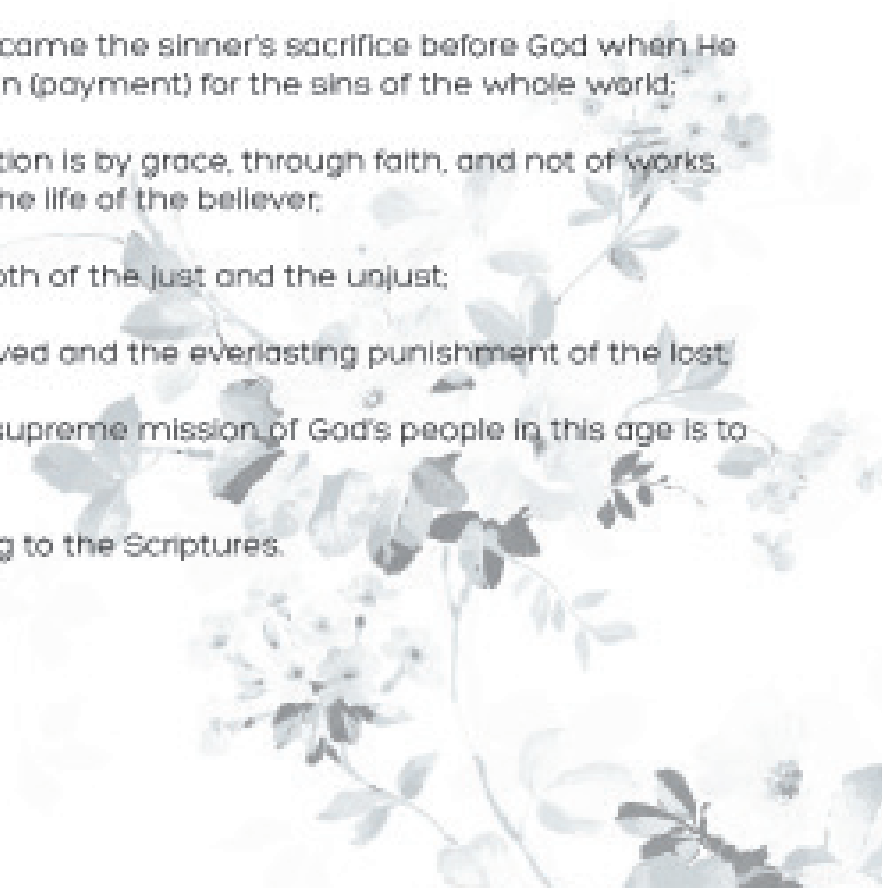 came the sinner's sacrifice before God when He
n (payment) for the sins of the whole world;
tion is by grace, through faith, and not of works.
he life of the believer;
oth of the just and the unjust;
ved and the everlasting punishment of the lost;
supreme mission of God's people in this age is to
g to the Scriptures.